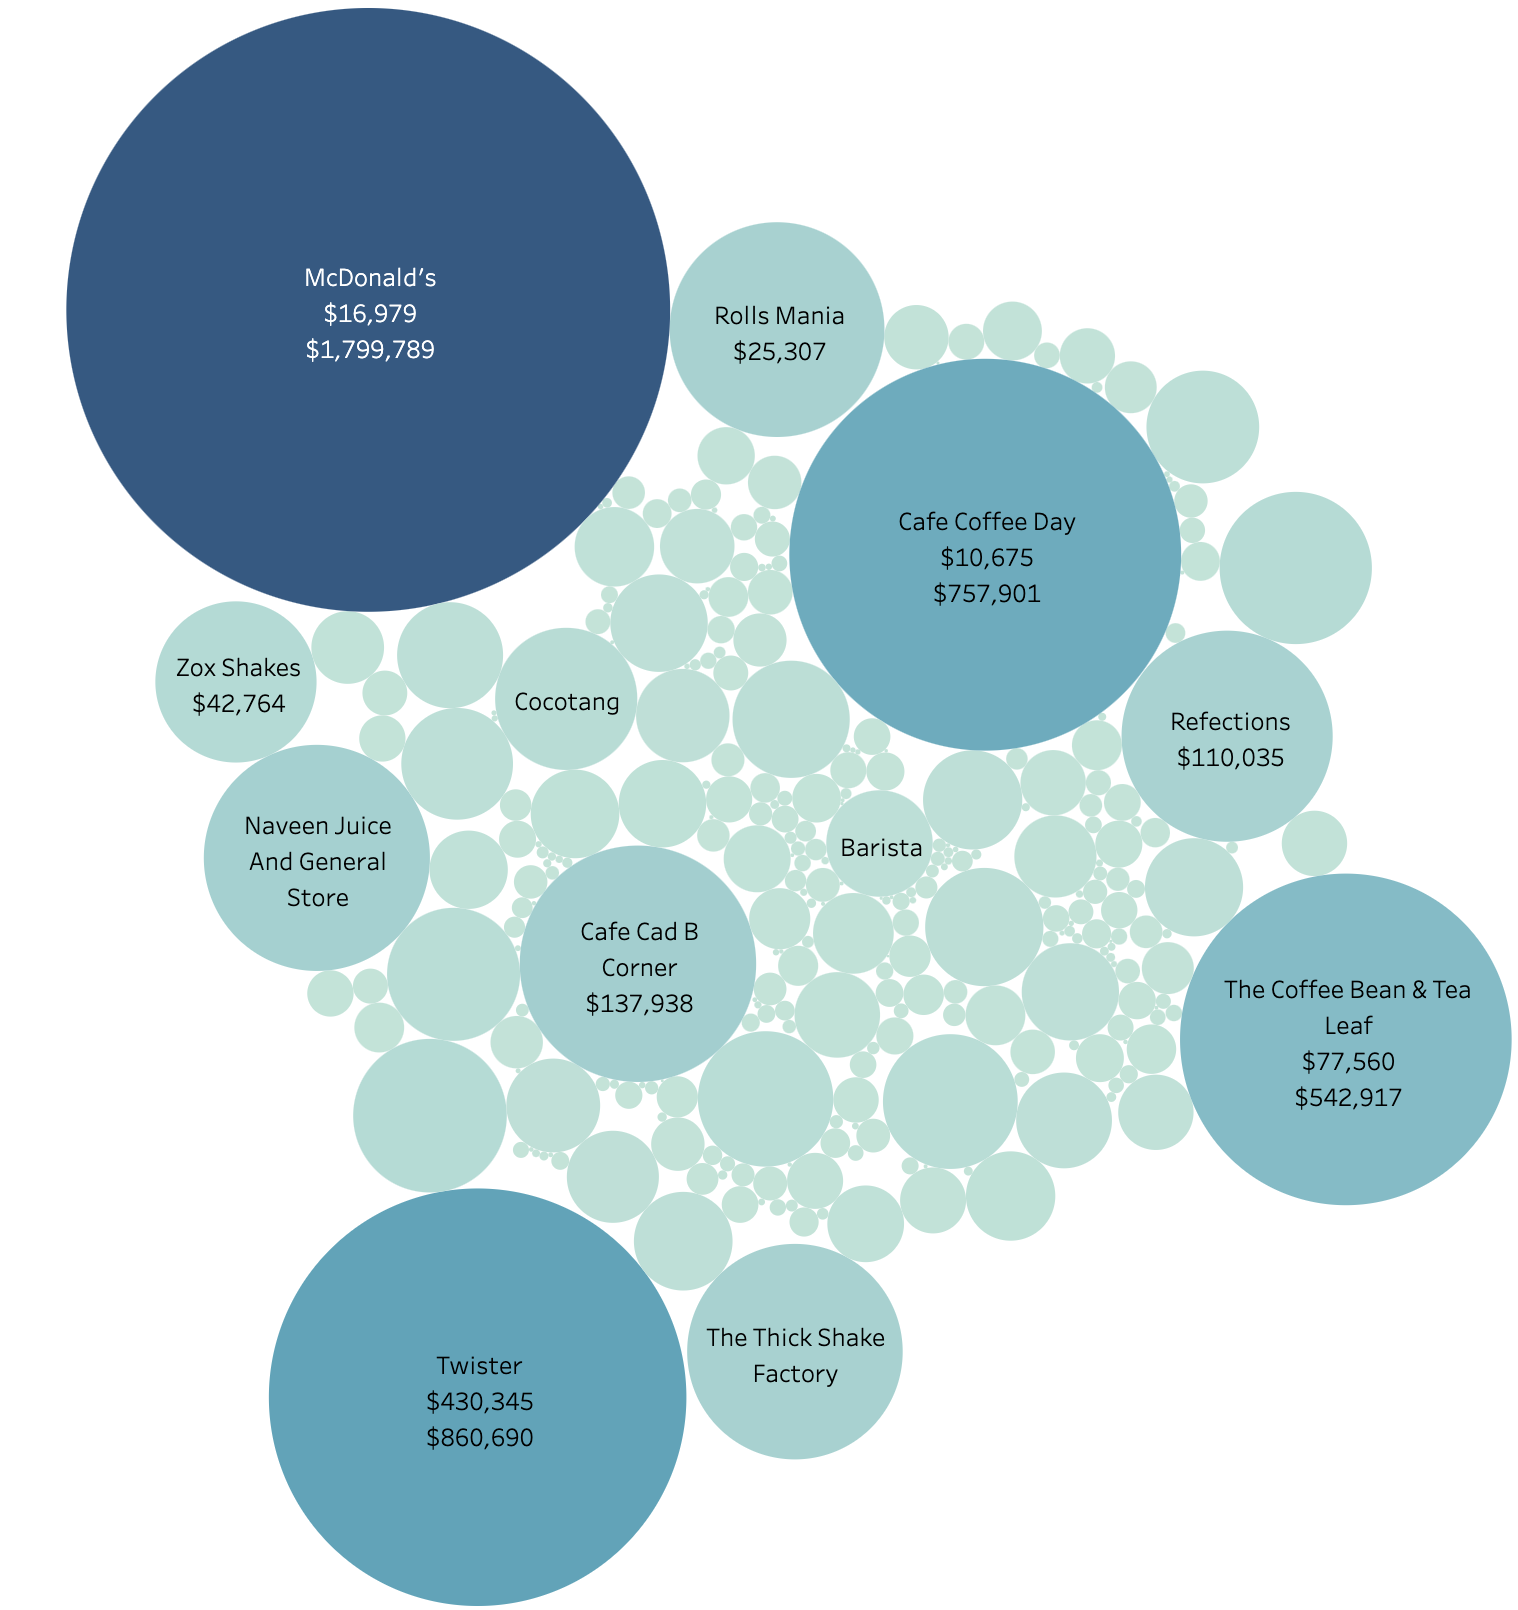 McDonald's
$16,979
$1,799,789
Rolls Mania
$25,307
Cafe Coffee Day
$10,675
$757,901
Zox Shakes
$42,764
Cocotang
Refections
$110,035
Naveen Juice
And General
Store
Barista
Cafe Cad B
Corner
$137,938
The Coffee Bean & Tea
Leaf
$77,560
$542,917
The Thick Shake
Factory
Twister
$430,345
$860,690